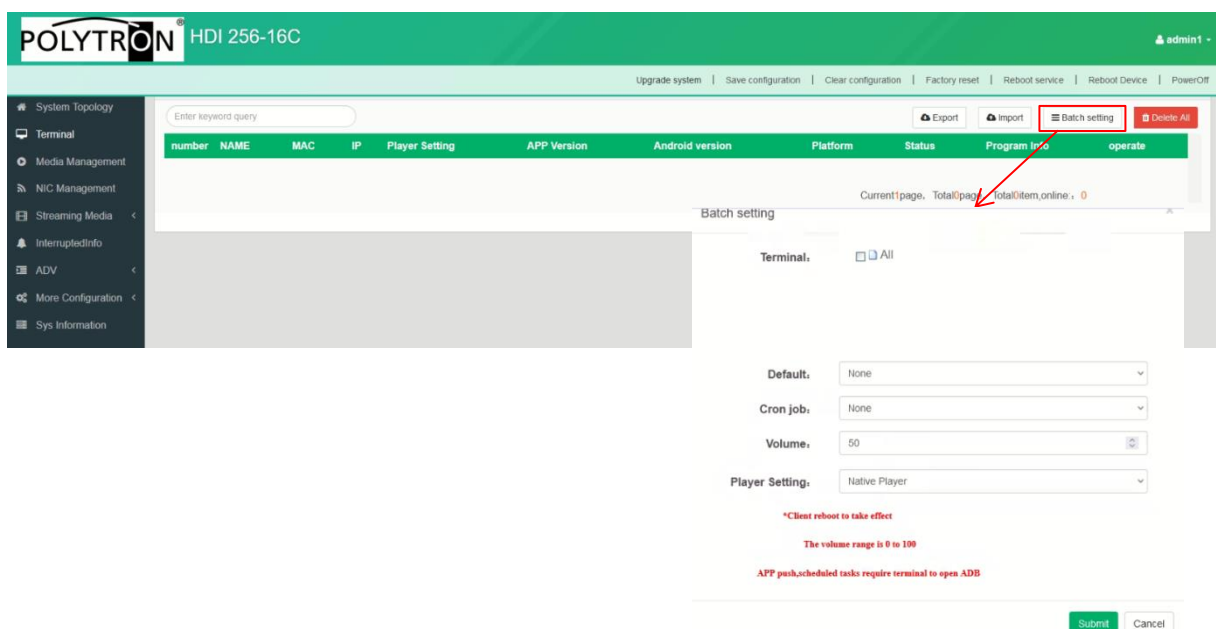 POLYTRON® HDI 256-16C
admin1
Upgrade system | Save configuration | Clear configuration | Factory reset | Reboot service | Reboot Device | PowerOff
System Topology
Terminal
Media Management
NIC Management
Streaming Media
InterruptedInfo
ADV
More Configuration
Sys Information
Enter keyword query
Export
Import
Batch setting
Delete All
number NAME MAC IP Player Setting APP Version Android version Platform Status Program Info operate
Current1page, Total0page, Total0item,online:, 0
Batch setting
Terminal: All
Default: None
Cron job: None
Volume: 50
Player Setting: Native Player
*Client reboot to take effect
The volume range is 0 to 100
APP push,scheduled tasks require terminal to open ADB
Submit Cancel